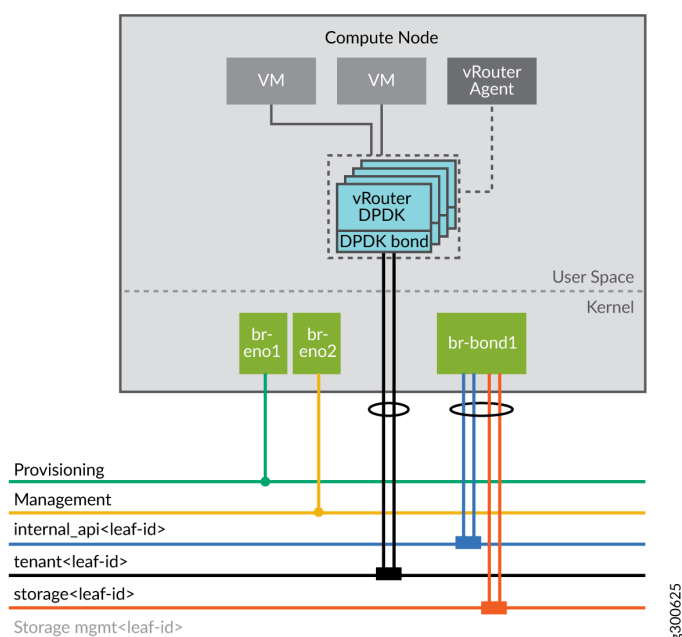 Compute Node
VM
VM
vRouter
Agent
vRouter
DPDK
DPDK bond
User Space
Kernel
br-
eno1
br-
eno2
br-bond1
Provisioning
Management
internal_api<leaf-id>
tenant<leaf-id>
storage<leaf-id>
Storage mgmt<leaf-id>
g300625